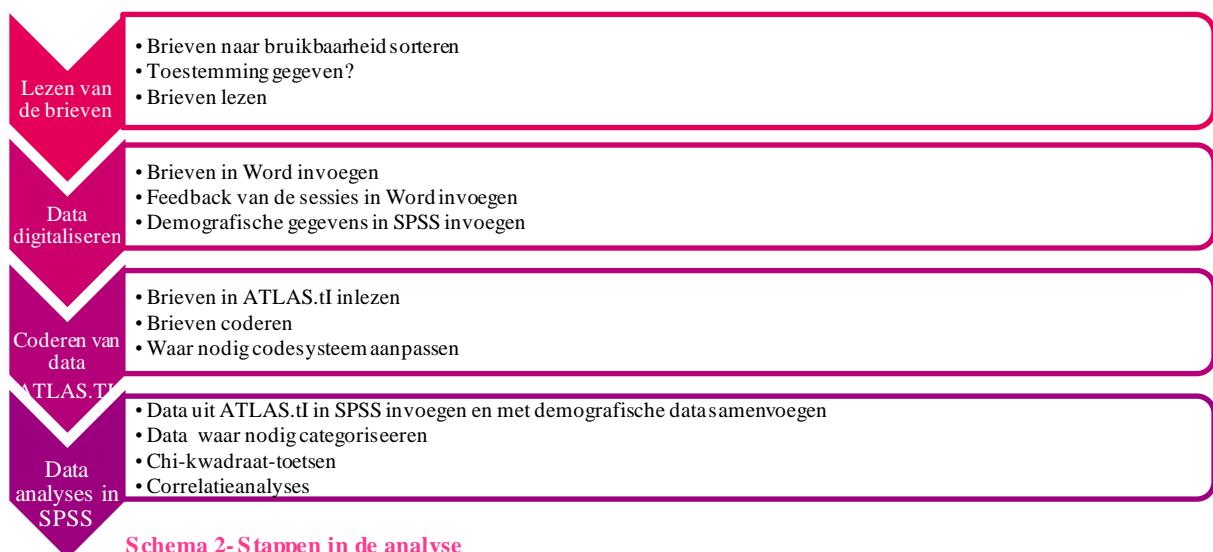 Lezen van
de brieven
• Brieven naar bruikbaarheid sorteren
• Toestemming gegeven?
• Brieven lezen
Data
digitaliseren
• Brieven in Word invoegen
• Feedback van de sessies in Word invoegen
• Demografische gegevens in SPSS invoegen
Coderen van
data
ATLAS.TI
• Brieven in ATLAS.tI inlezen
• Brieven coderen
• Waar nodig codesysteem aanpassen
Data
analyses in
SPSS
• Data uit ATLAS.tI in SPSS invoegen en met demografische data samenvoegen
• Data waar nodig categoriseeren
• Chi-kwadraat-toetsen
• Correlatieanalyses
Schema 2- Stappen in de analyse